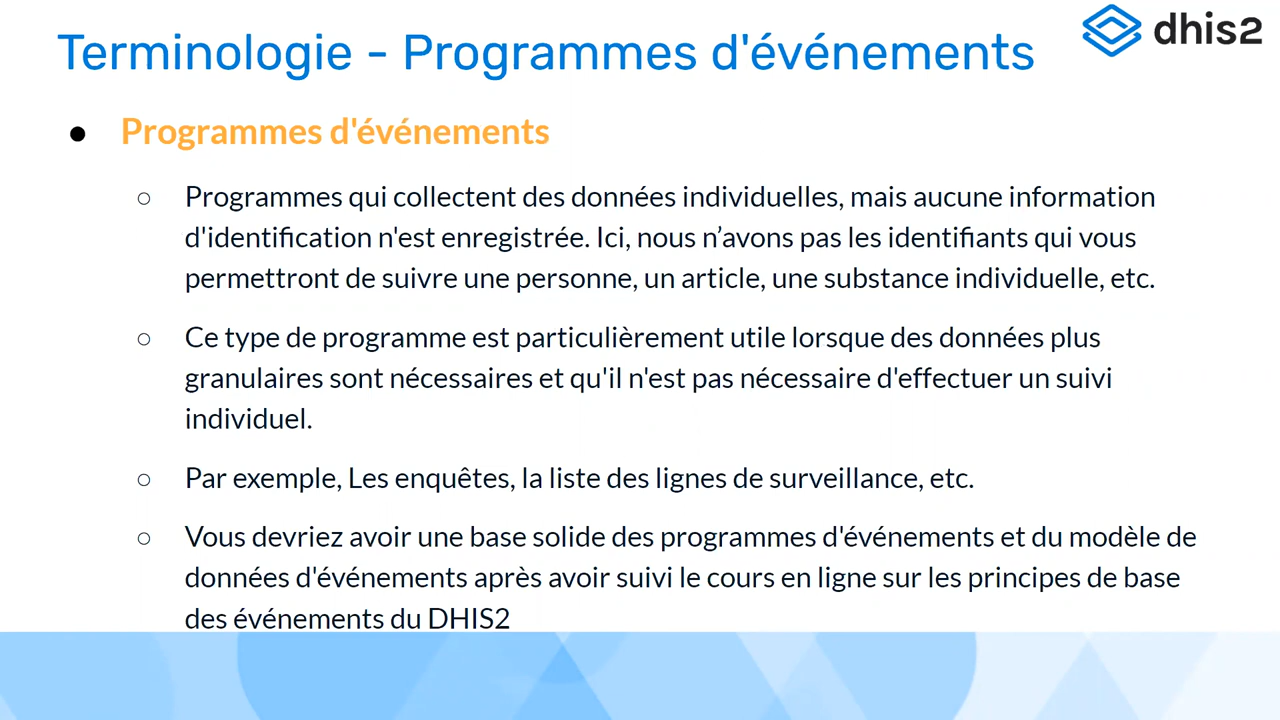 Terminologie - Programmes d'événements
dhis2
● Programmes d'événements
○ Programmes qui collectent des données individuelles, mais aucune information
d'identification n'est enregistrée. Ici, nous n’avons pas les identifiants qui vous
permettront de suivre une personne, un article, une substance individuelle, etc.
○ Ce type de programme est particulièrement utile lorsque des données plus
granulaires sont nécessaires et qu'il n'est pas nécessaire d'effectuer un suivi
individuel.
○ Par exemple, Les enquêtes, la liste des lignes de surveillance, etc.
○ Vous devriez avoir une base solide des programmes d'événements et du modèle de
données d'événements après avoir suivi le cours en ligne sur les principes de base
des événements du DHIS2